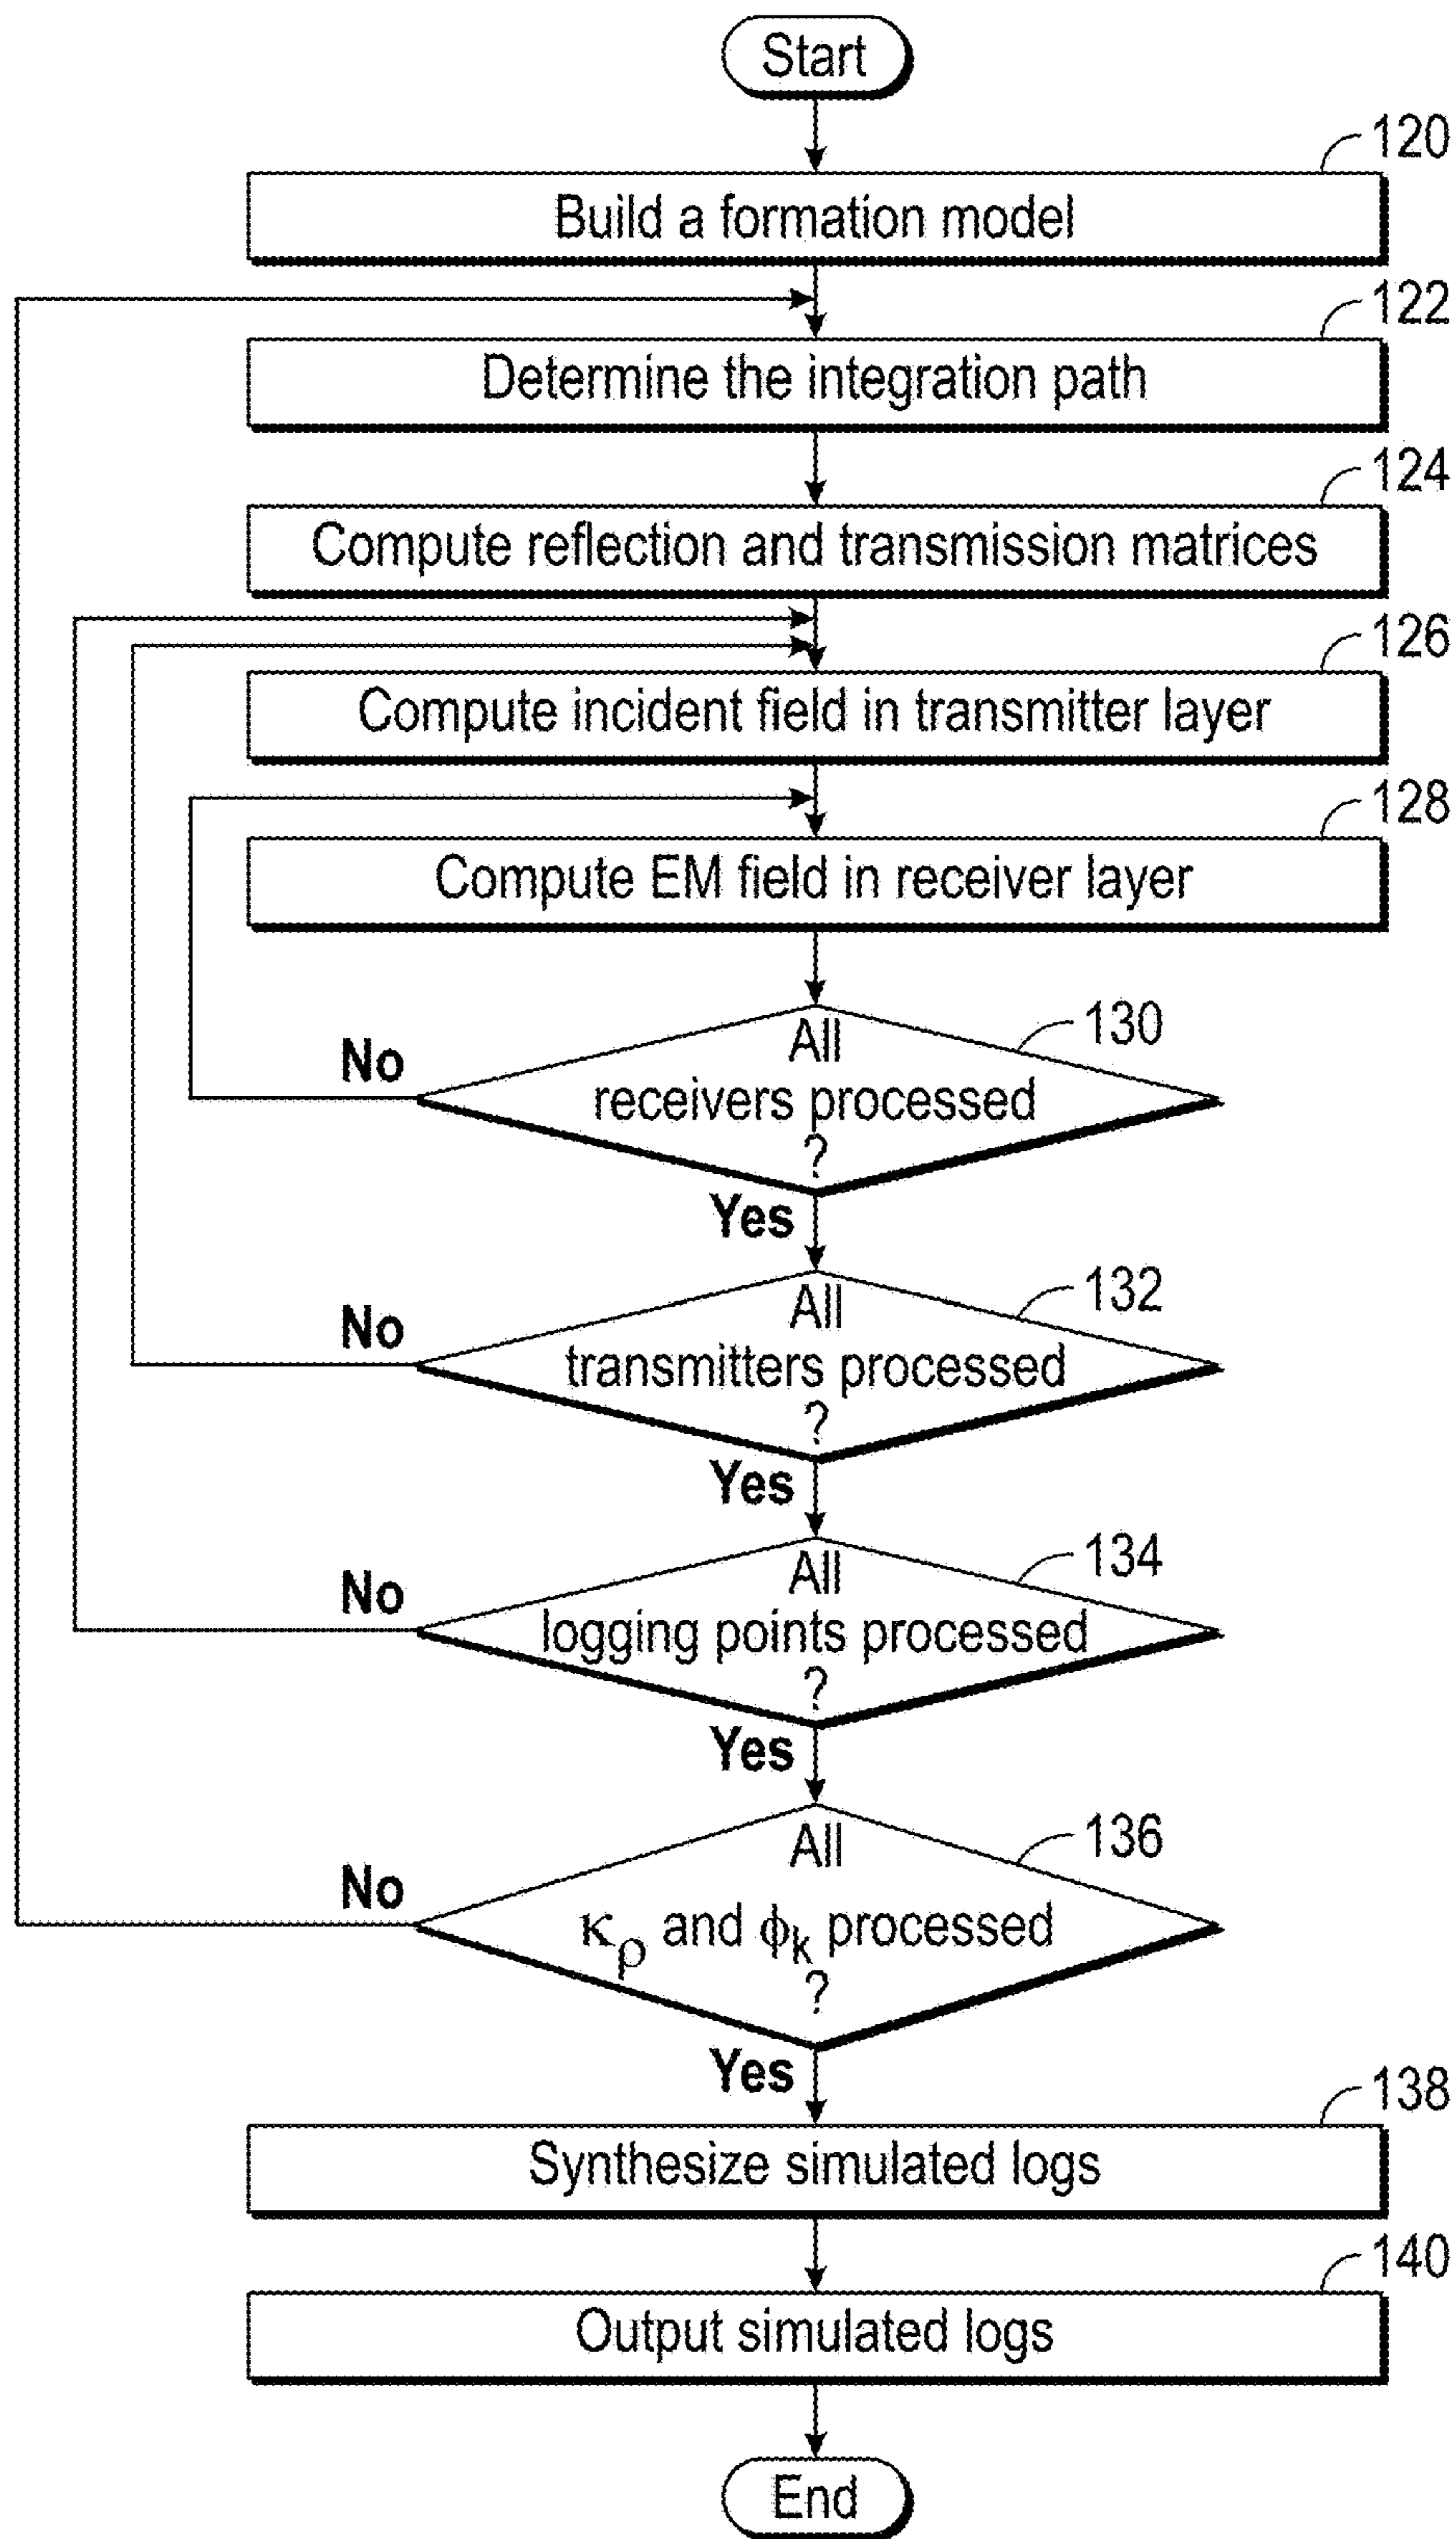 Start
120
Build a formation model
122
Determine the integration path
124
Compute reflection and transmission matrices
126
Compute incident field in transmitter layer
128
Compute EM field in receiver layer
130
All
receivers processed
?
No
Yes
132
All
transmitters processed
?
No
Yes
134
All
logging points processed
?
No
Yes
136
All
κρ and ϕk processed
?
No
Yes
138
Synthesize simulated logs
140
Output simulated logs
End